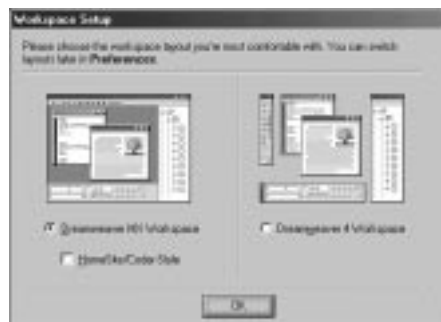 Workspace Setup
Please choose the workspace layout you're most comfortable with. You can switch
layouts later in Preferences.
Dreamweaver MX Workspace
Dreamweaver 4 Workspace
HomeSite/Coder-Style
OK